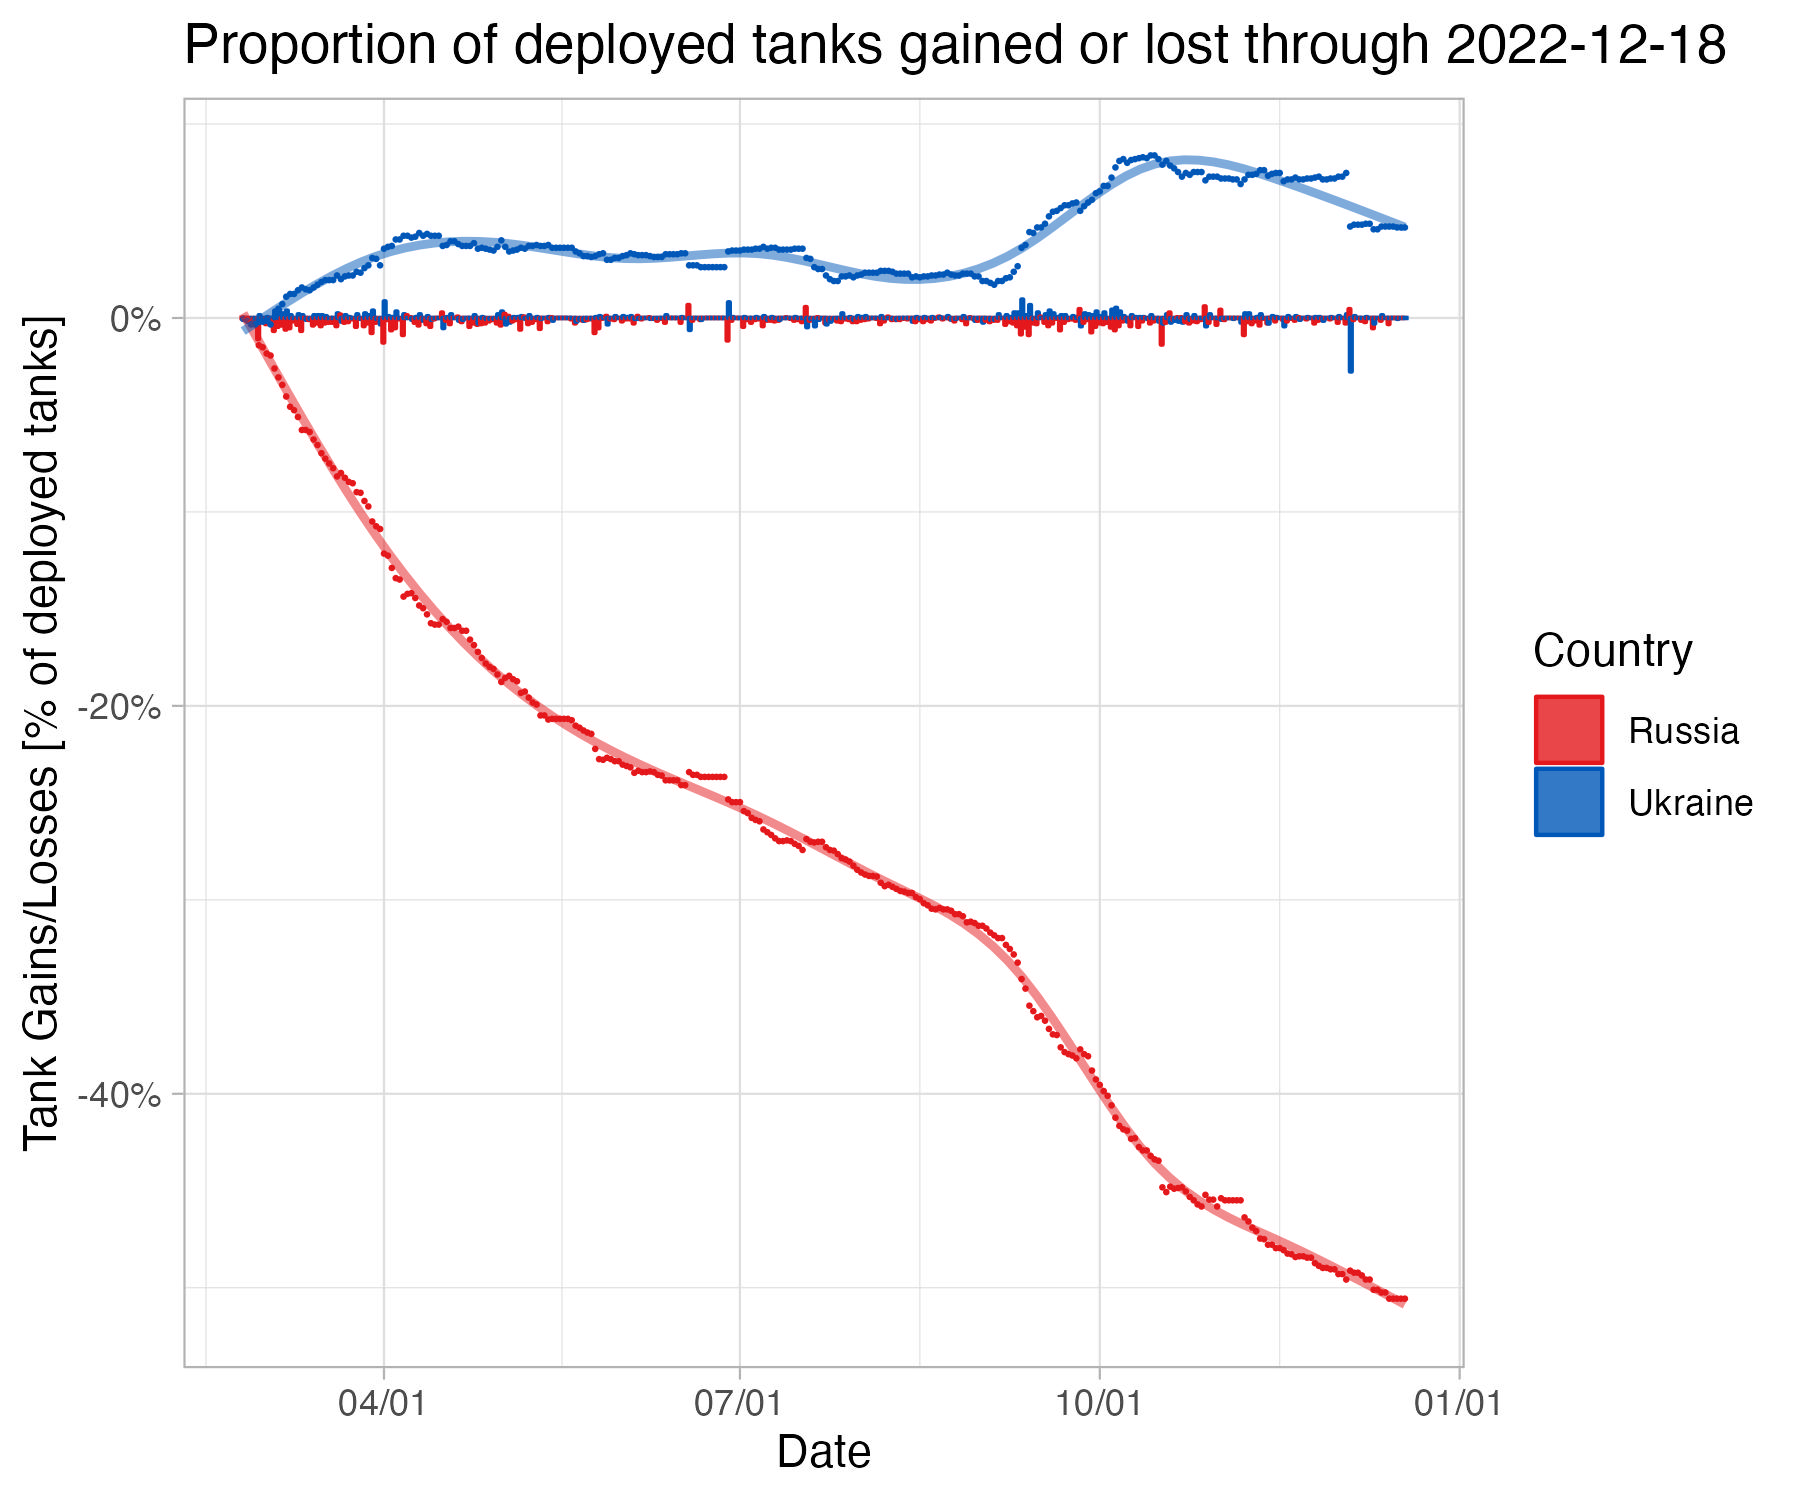 Proportion of deployed tanks gained or lost through 2022-12-18
Tank Gains/Losses [% of deployed tanks]
0%
-20%
-40%
04/01
07/01
10/01
01/01
Date
Country
Russia
Ukraine